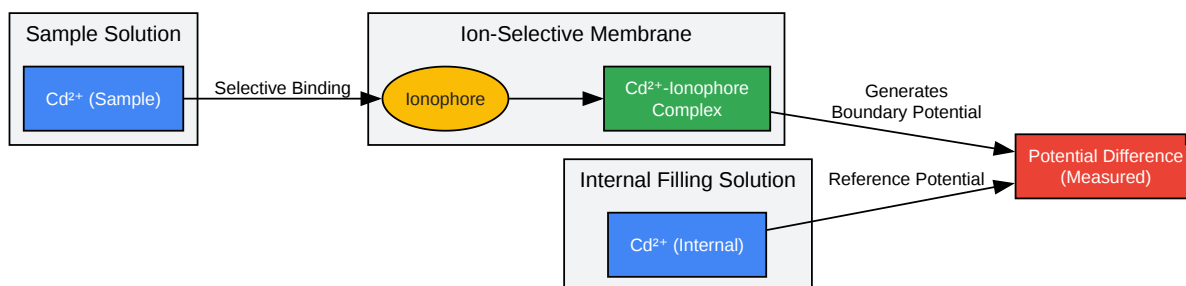 Sample Solution
Cd²⁺ (Sample)
Selective Binding
Ion-Selective Membrane
Ionophore
Cd²⁺-Ionophore
Complex
Generates
Boundary Potential
Internal Filling Solution
Cd²⁺ (Internal)
Reference Potential
Potential Difference
(Measured)